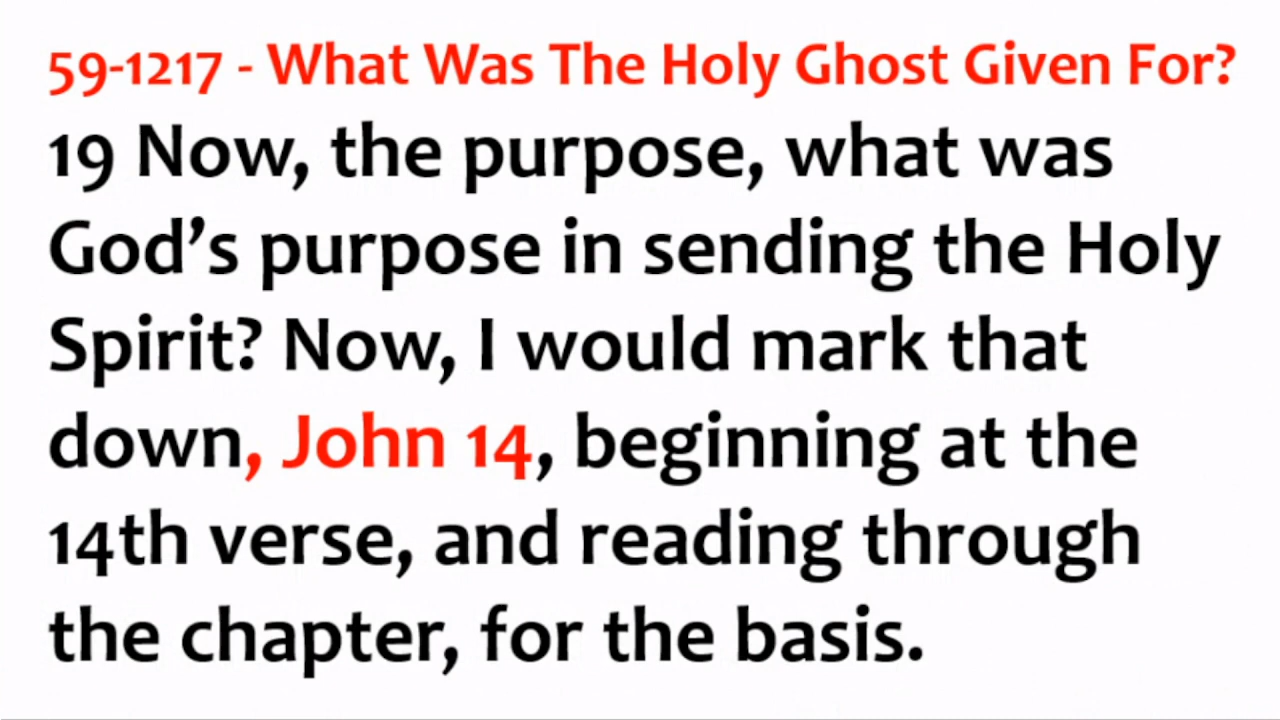 59-1217 - What Was The Holy Ghost Given For?
19 Now, the purpose, what was
God’s purpose in sending the Holy
Spirit? Now, I would mark that
down, John 14, beginning at the
14th verse, and reading through
the chapter, for the basis.